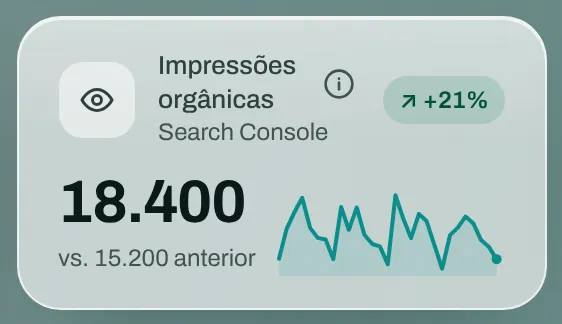 Impressões
orgânicas
Search Console
+21%
18.400
vs. 15.200 anterior